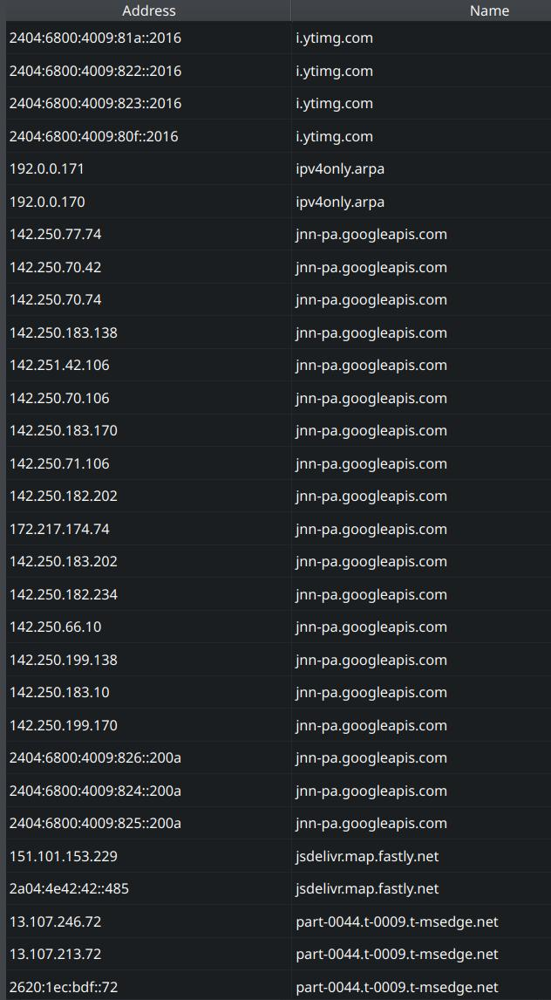 Address Name
2404:6800:4009:81a::2016 i.ytimg.com
2404:6800:4009:822::2016 i.ytimg.com
2404:6800:4009:823::2016 i.ytimg.com
2404:6800:4009:80f::2016 i.ytimg.com
192.0.0.171 ipv4only.arpa
192.0.0.170 ipv4only.arpa
142.250.77.74 jnn-pa.googleapis.com
142.250.70.42 jnn-pa.googleapis.com
142.250.70.74 jnn-pa.googleapis.com
142.250.183.138 jnn-pa.googleapis.com
142.251.42.106 jnn-pa.googleapis.com
142.250.70.106 jnn-pa.googleapis.com
142.250.183.170 jnn-pa.googleapis.com
142.250.71.106 jnn-pa.googleapis.com
142.250.182.202 jnn-pa.googleapis.com
172.217.174.74 jnn-pa.googleapis.com
142.250.183.202 jnn-pa.googleapis.com
142.250.182.234 jnn-pa.googleapis.com
142.250.66.10 jnn-pa.googleapis.com
142.250.199.138 jnn-pa.googleapis.com
142.250.183.10 jnn-pa.googleapis.com
142.250.199.170 jnn-pa.googleapis.com
2404:6800:4009:826::200a jnn-pa.googleapis.com
2404:6800:4009:824::200a jnn-pa.googleapis.com
2404:6800:4009:825::200a jnn-pa.googleapis.com
151.101.153.229 jsdelivr.map.fastly.net
2a04:4e42:42::485 jsdelivr.map.fastly.net
13.107.246.72 part-0044.t-0009.t-msedge.net
13.107.213.72 part-0044.t-0009.t-msedge.net
2620:1ec:bdf::72 part-0044.t-0009.t-msedge.net